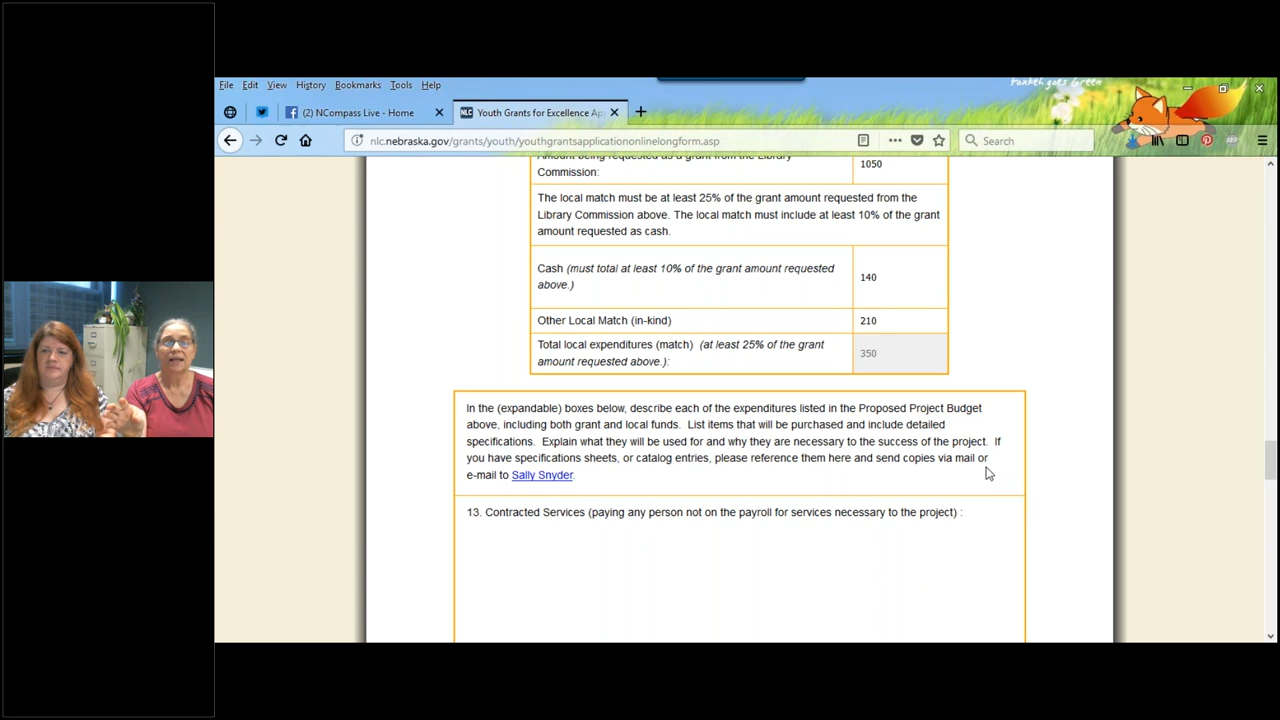 Foxkeh goes Green
File Edit View History Bookmarks Tools Help
(2) NCompass Live - Home
NLC Youth Grants for Excellence App
nlc.nebraska.gov/grants/youth/youthgrantsapplicationonlinelongform.asp
Search
ABP
Amount being requested as a grant from the Library
Commission:
1050
The local match must be at least 25% of the grant amount requested from the
Library Commission above. The local match must include at least 10% of the grant
amount requested as cash.
Cash (must total at least 10% of the grant amount requested
above.)
140
Other Local Match (in-kind)
210
Total local expenditures (match) (at least 25% of the grant
amount requested above.):
350
In the (expandable) boxes below, describe each of the expenditures listed in the Proposed Project Budget
above, including both grant and local funds. List items that will be purchased and include detailed
specifications. Explain what they will be used for and why they are necessary to the success of the project. If
you have specifications sheets, or catalog entries, please reference them here and send copies via mail or
e-mail to Sally Snyder.
13. Contracted Services (paying any person not on the payroll for services necessary to the project) :